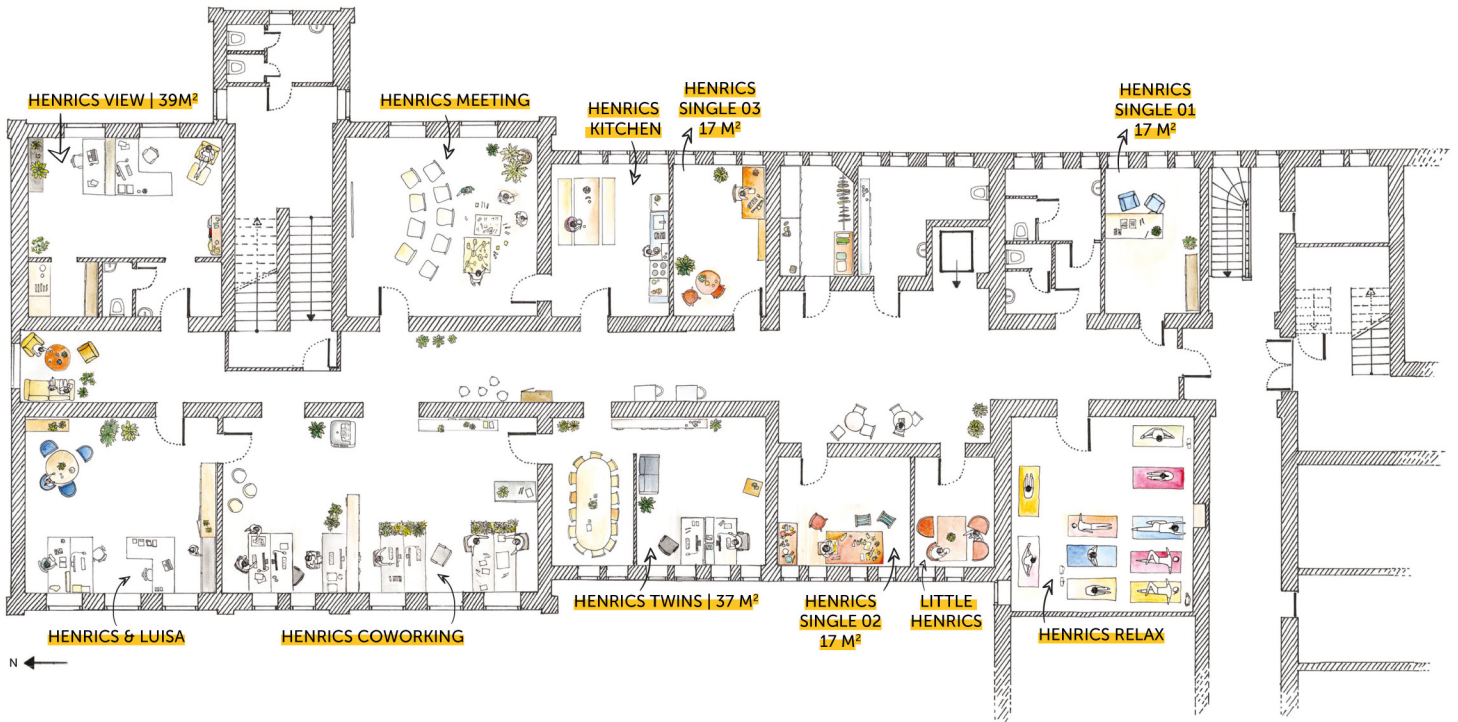 HENRICS VIEW | 39M²
HENRICS MEETING
HENRICS
KITCHEN
HENRICS
SINGLE 03
17 M²
HENRICS
SINGLE 01
17 M²
HENRICS & LUISA
HENRICS COWORKING
HENRICS TWINS | 37 M²
HENRICS
SINGLE 02
17 M²
LITTLE
HENRICS
HENRICS RELAX
N